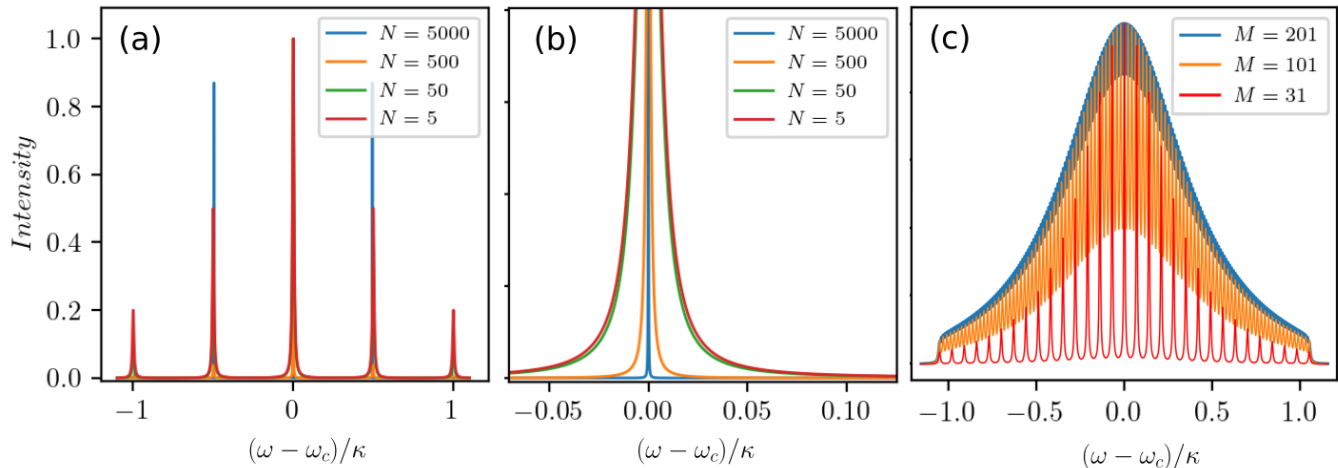 (a)
Intensity
1.0
0.8
0.6
0.4
0.2
0.0
N = 5000
N = 500
N = 50
N = 5
−1
0
1
(ω − ω_c)/κ
(b)
N = 5000
N = 500
N = 50
N = 5
−0.05
0.00
0.05
0.10
(ω − ω_c)/κ
(c)
M = 201
M = 101
M = 31
−1.0
−0.5
0.0
0.5
1.0
(ω − ω_c)/κ